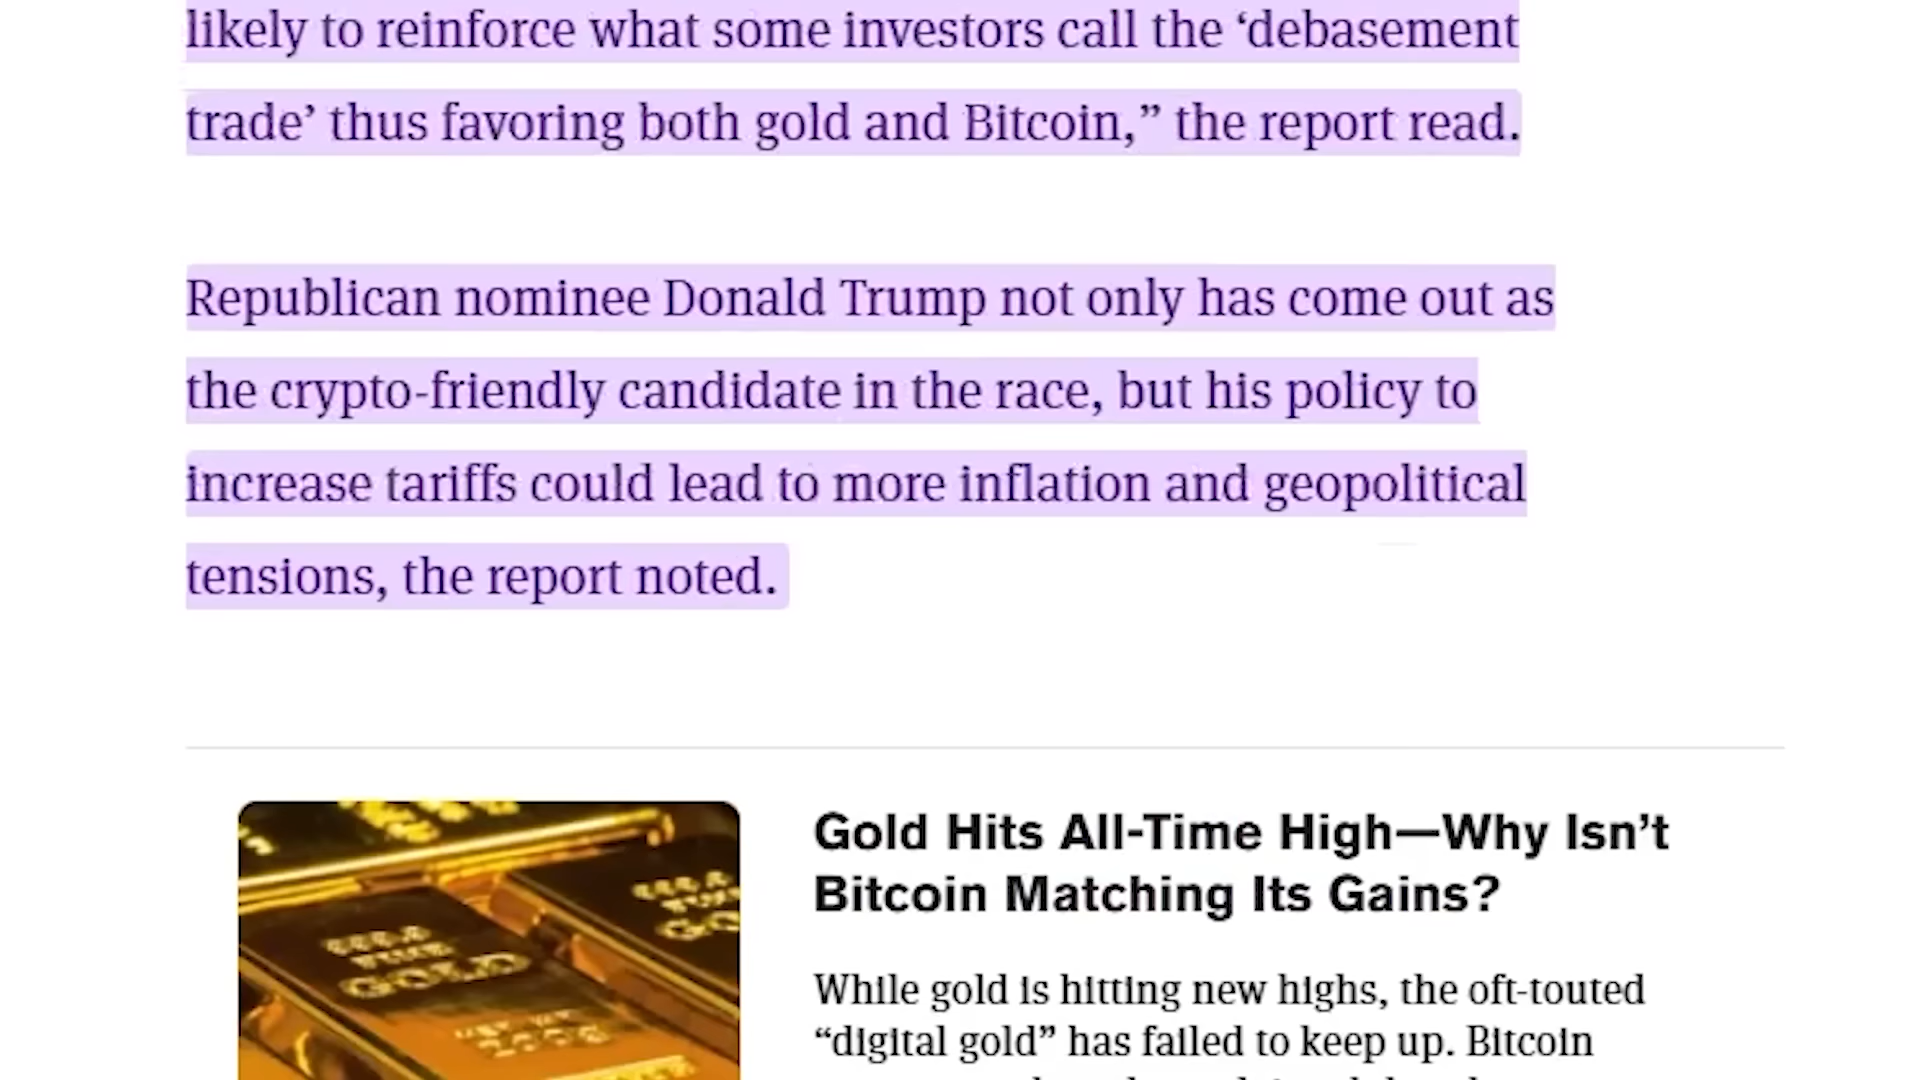 likely to reinforce what some investors call the ‘debasement
trade’ thus favoring both gold and Bitcoin,” the report read.
Republican nominee Donald Trump not only has come out as
the crypto-friendly candidate in the race, but his policy to
increase tariffs could lead to more inflation and geopolitical
tensions, the report noted.
Gold Hits All-Time High—Why Isn’t
Bitcoin Matching Its Gains?
While gold is hitting new highs, the oft-touted
“digital gold” has failed to keep up. Bitcoin
GOLD